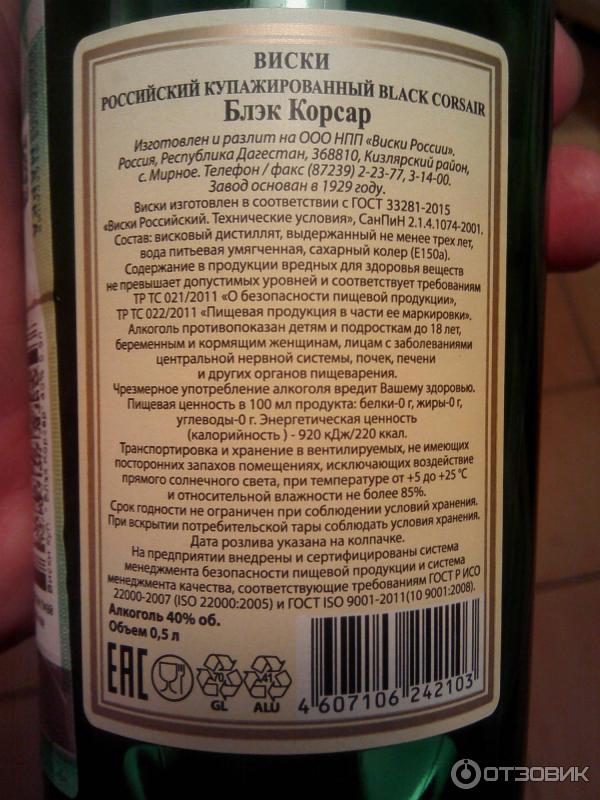 ВИСКИ
РОССИЙСКИЙ КУПАЖИРОВАННЫЙ BLACK CORSAIR
Блэк Корсар
Изготовлен и разлит на ООО НПП «Виски России».
Россия, Республика Дагестан, 368810, Кизлярский район,
с. Мирное. Телефон / факс (87239) 2-23-77, 3-14-00.
Завод основан в 1929 году.
Виски изготовлен в соответствии с ГОСТ 33281-2015
«Виски Российский. Технические условия», СанПиН 2.1.4.1074-2001.
Состав: висковый дистиллят, выдержанный не менее трех лет,
вода питьевая умягченная, сахарный колер (Е150а).
Содержание в продукции вредных для здоровья веществ
не превышает допустимых уровней и соответствует требованиям
ТР ТС 021/2011 «О безопасности пищевой продукции»,
ТР ТС 022/2011 «Пищевая продукция в части ее маркировки».
Алкоголь противопоказан детям и подросткам до 18 лет,
беременным и кормящим женщинам, лицам с заболеваниями
центральной нервной системы, почек, печени
и других органов пищеварения.
Чрезмерное употребление алкоголя вредит Вашему здоровью.
Пищевая ценность в 100 мл продукта: белки-0 г, жиры-0 г,
углеводы-0 г. Энергетическая ценность
(калорийность ) - 920 кДж/220 ккал.
Транспортировка и хранение в вентилируемых, не имеющих
посторонних запахов помещениях, исключающих воздействие
прямого солнечного света, при температуре от +5 до +25 °С
и относительной влажности не более 85%.
Срок годности не ограничен при соблюдении условий хранения.
При вскрытии потребительской тары соблюдать условия хранения.
Дата розлива указана на колпачке.
На предприятии внедрены и сертифицированы система
менеджмента безопасности пищевой продукции и система
менеджмента качества, соответствующие требованиям ГОСТ Р ИСО
22000-2007 (ISO 22000:2005) и ГОСТ ISO 9001-2011(10 9001:2008).
Алкоголь 40% об.
Объем 0,5 л
EAC
70
GL
41
ALU
4 607106 242103
ОТЗОВИК